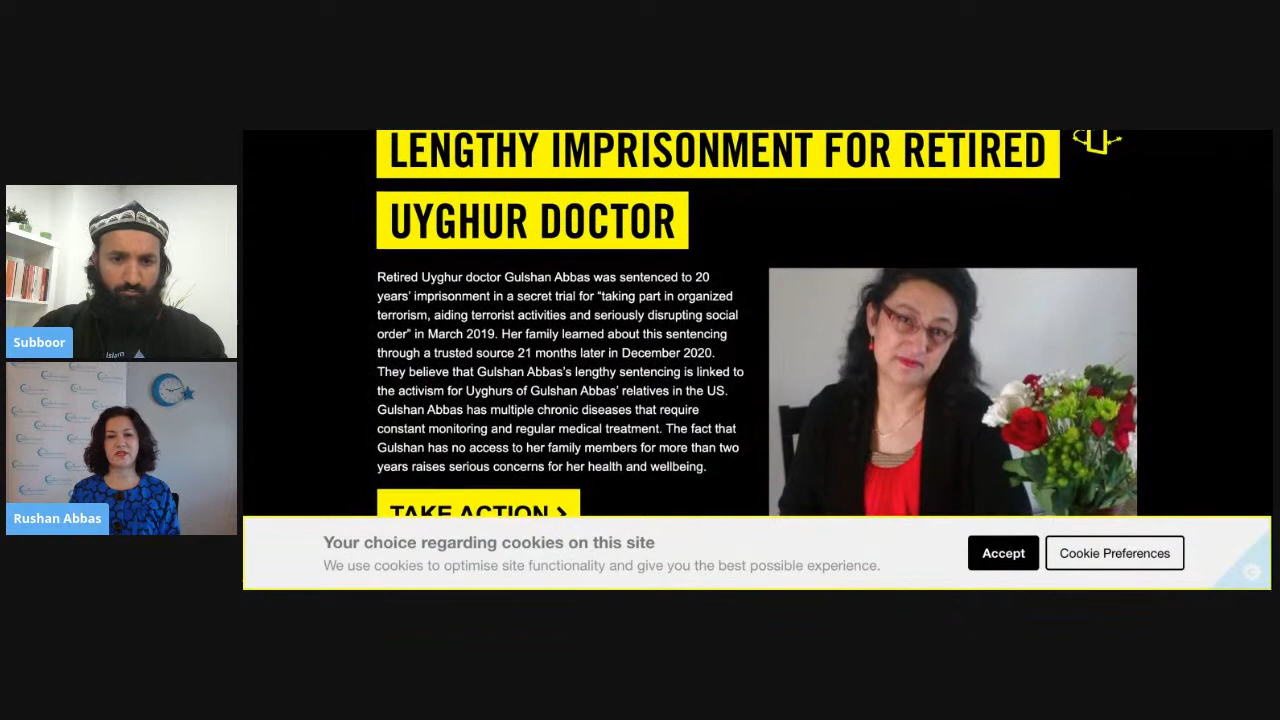 LENGTHY IMPRISONMENT FOR RETIRED
UYGHUR DOCTOR
Retired Uyghur doctor Gulshan Abbas was sentenced to 20
years’ imprisonment in a secret trial for “taking part in organized
terrorism, aiding terrorist activities and seriously disrupting social
order” in March 2019. Her family learned about this sentencing
through a trusted source 21 months later in December 2020.
They believe that Gulshan Abbas’s lengthy sentencing is linked to
the activism for Uyghurs of Gulshan Abbas’ relatives in the US.
Gulshan Abbas has multiple chronic diseases that require
constant monitoring and regular medical treatment. The fact that
Gulshan has no access to her family members for more than two
years raises serious concerns for her health and wellbeing.
TAKE ACTION >
Your choice regarding cookies on this site
We use cookies to optimise site functionality and give you the best possible experience.
Accept
Cookie Preferences
Subboor
Islam
Rushan Abbas